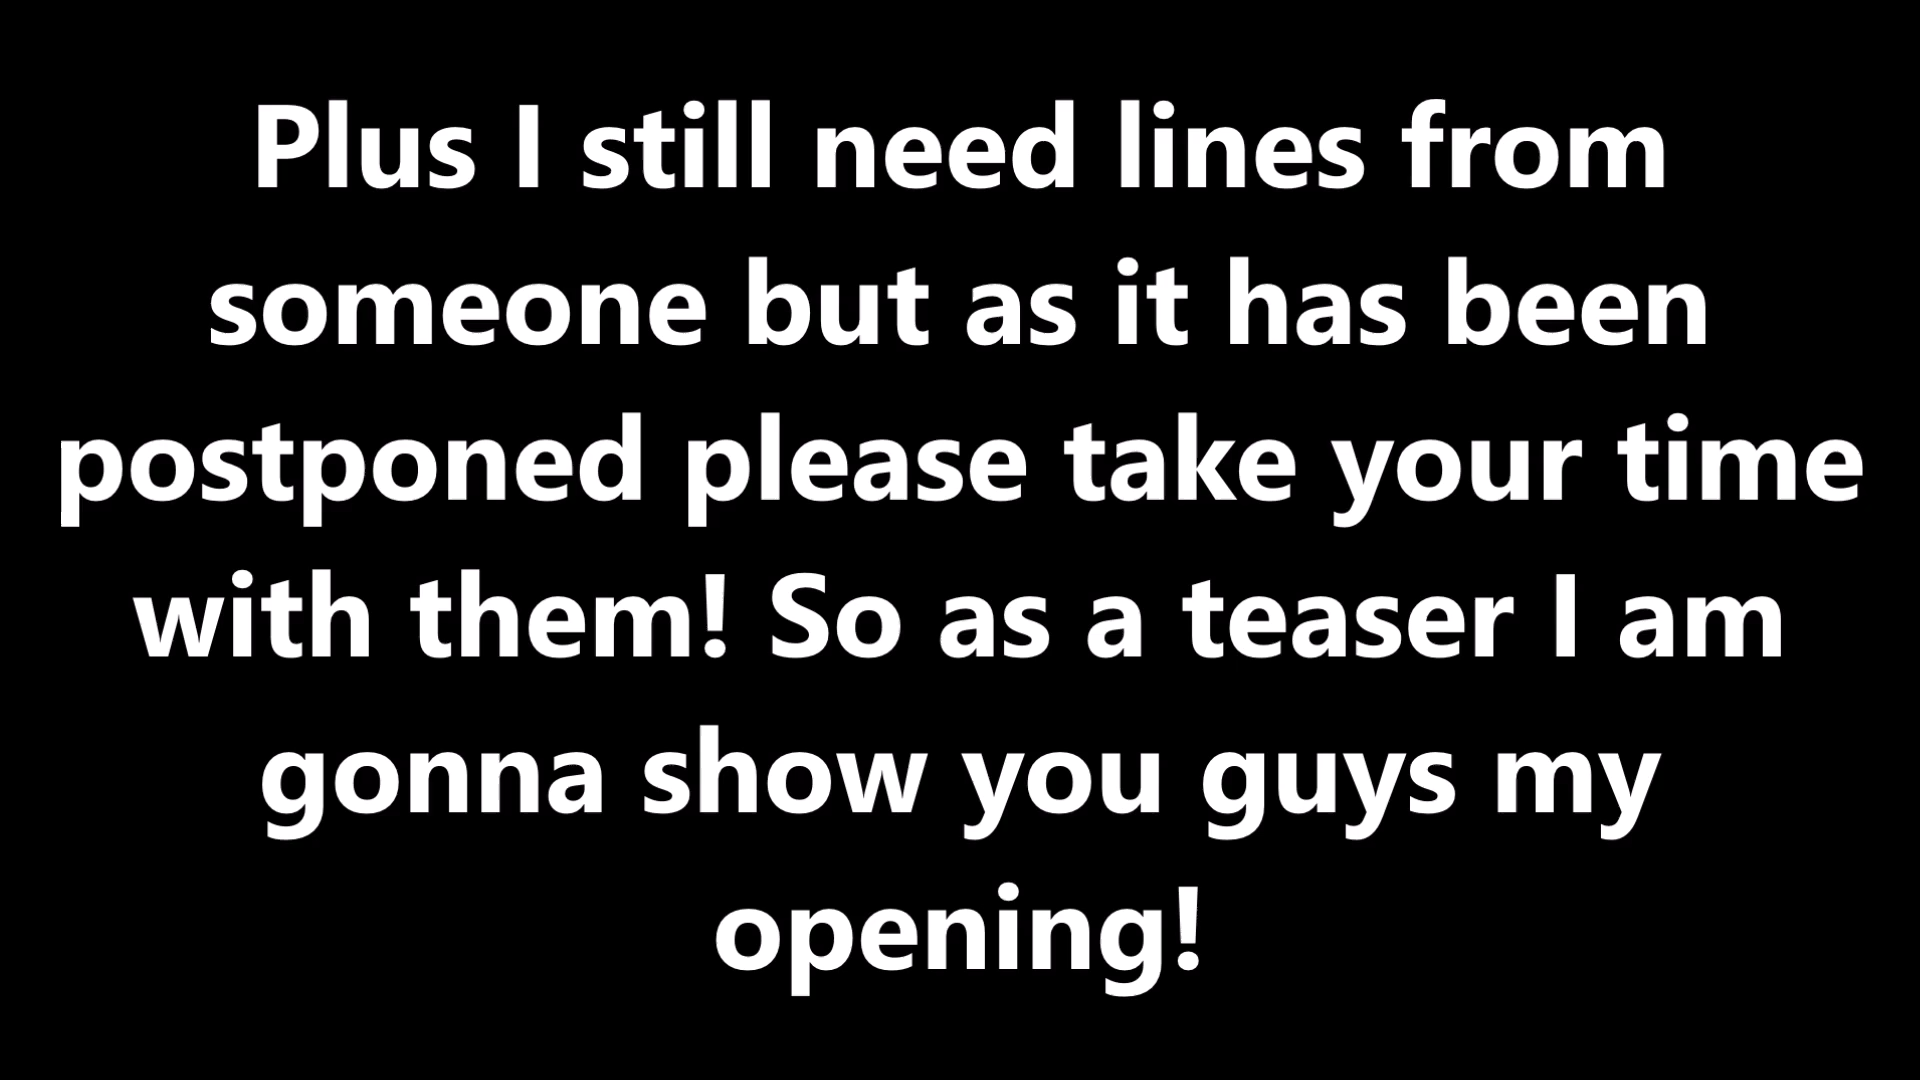 Plus I still need lines from
someone but as it has been
postponed please take your time
with them! So as a teaser I am
gonna show you guys my
opening!